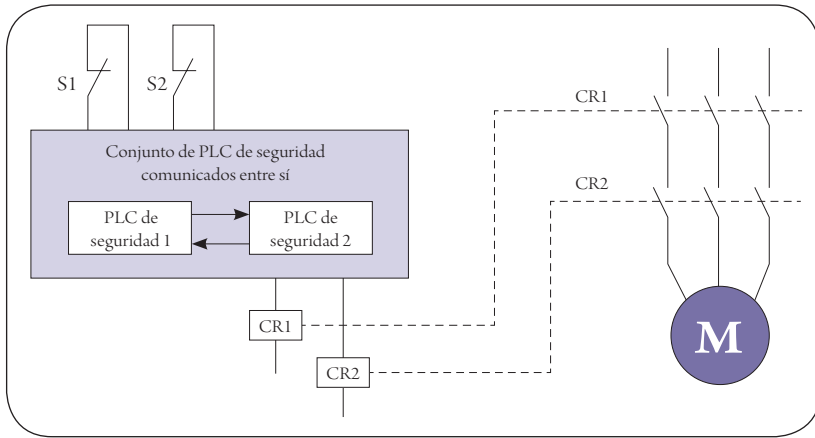 S1
S2
CR1
Conjunto de PLC de seguridad
comunicados entre sí
CR2
PLC de
seguridad 1
PLC de
seguridad 2
CR1
CR2
M